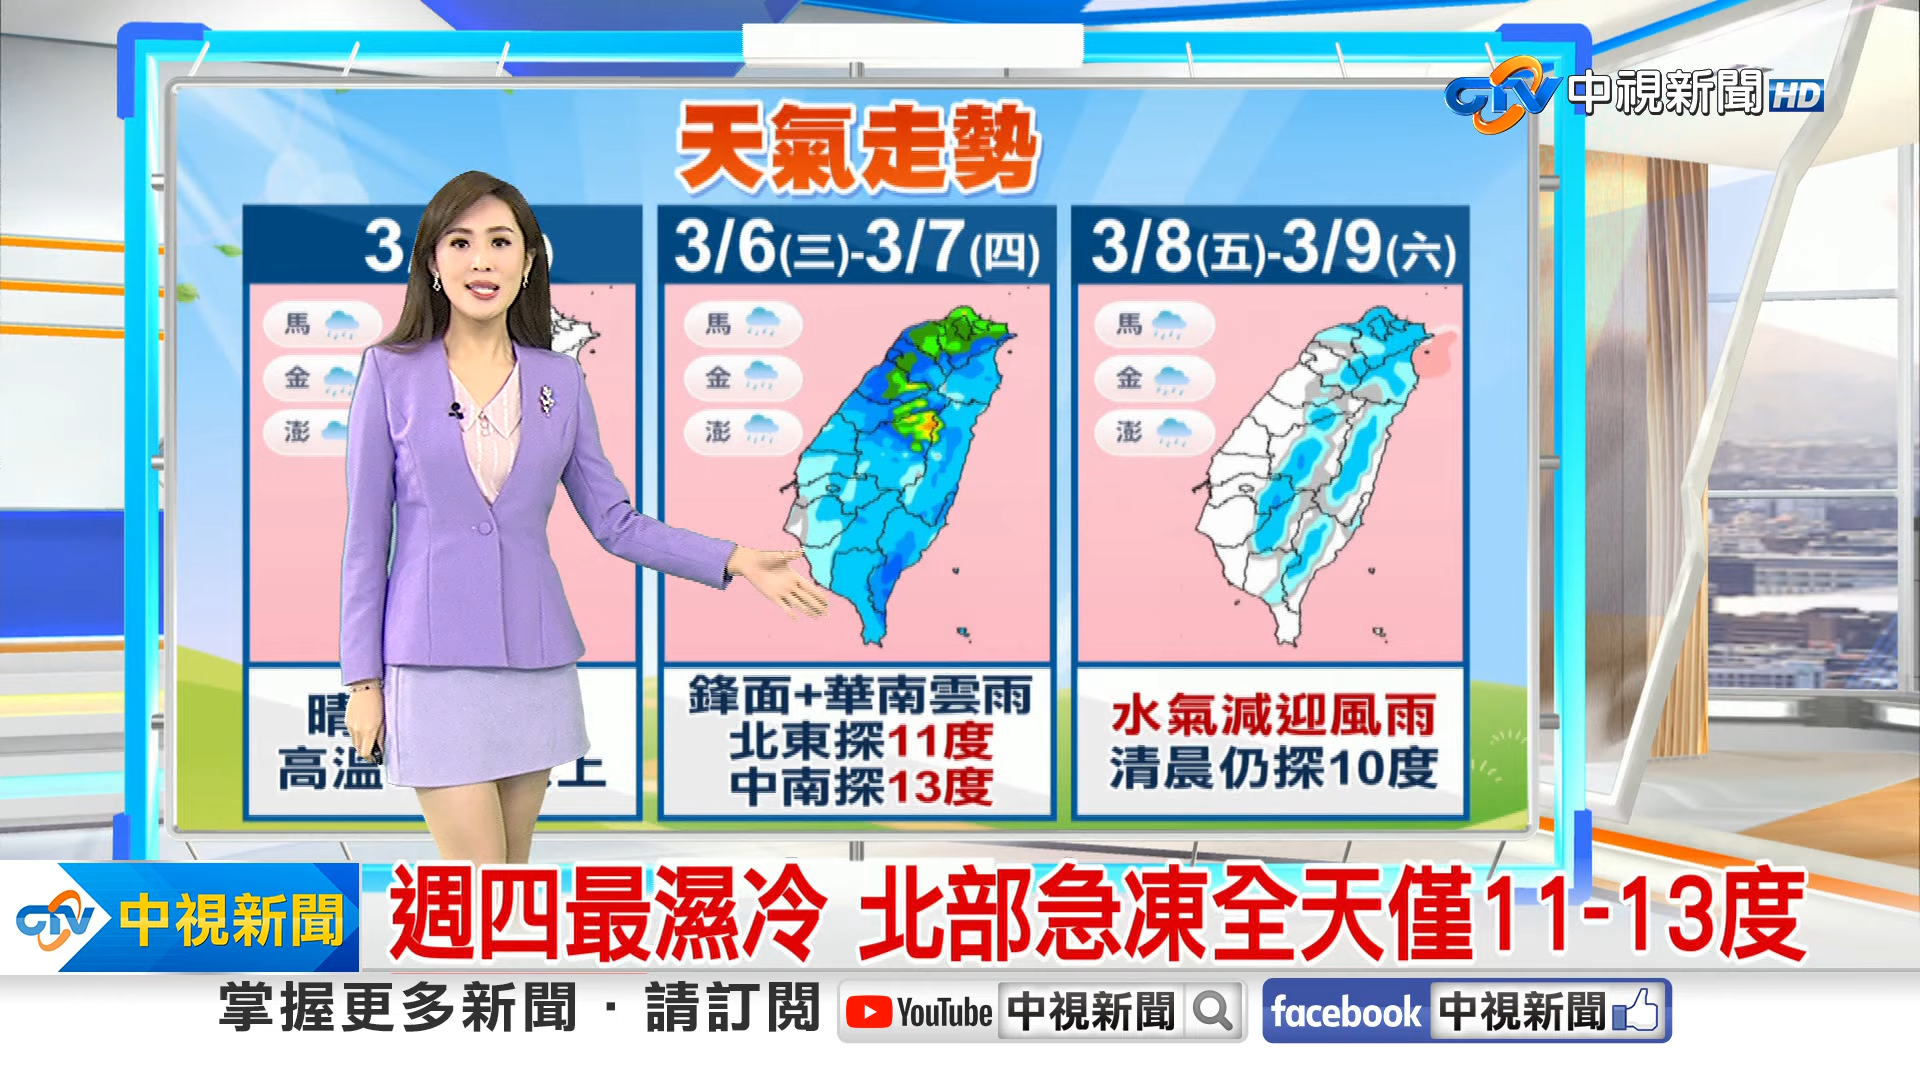 CTV 中視新聞 HD
天氣走勢
3/6(三)-3/7(四)
3/8(五)-3/9(六)
馬
金
澎
馬
金
澎
馬
金
澎
晴
高溫
上
鋒面+華南雲雨
北東探11度
中南探13度
水氣減迎風雨
清晨仍探10度
CTV 中視新聞
週四最濕冷 北部急凍全天僅11-13度
掌握更多新聞·請訂閱
YouTube 中視新聞
facebook 中視新聞